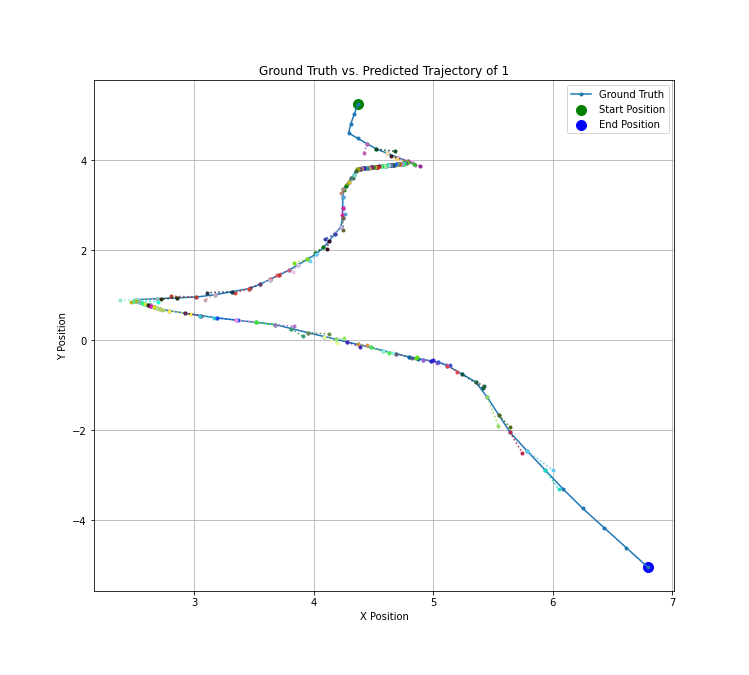 Ground Truth vs. Predicted Trajectory of 1
Ground Truth
Start Position
End Position
Y Position
4
2
0
−2
−4
3
4
5
6
7
X Position